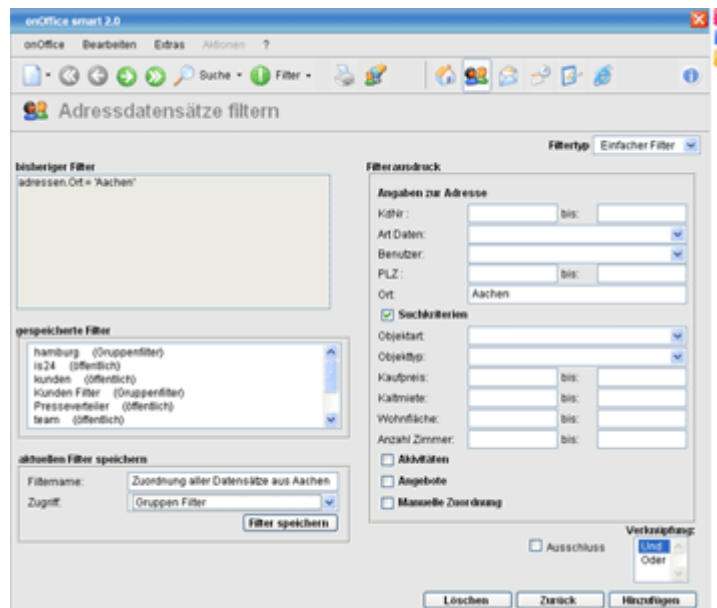 onOffice smart 2.0
onOffice Bearbeiten Extras Aktionen ?
Suche Filter
Adressdatensätze filtern
Filtertyp Einfacher Filter
bisheriger Filter
adressen.Ort = 'Aachen'
gespeicherte Filter
hamburg (Gruppenfilter)
is24 (öffentlich)
kunden (öffentlich)
Kunden Filter (Gruppenfilter)
Presseverteiler (öffentlich)
team (öffentlich)
aktuellen Filter speichern
Filtername: Zuordnung aller Datensätze aus Aachen
Zugriff: Gruppen Filter
Filter speichern
Filterausdruck
Angaben zur Adresse
KdNr : bis:
Art Daten:
Benutzer:
PLZ : bis:
Ort: Aachen
Suchkriterien
Objektart:
Objekttyp:
Kaufpreis: bis:
Kaltmiete: bis:
Wohnfläche: bis:
Anzahl Zimmer: bis:
Aktivitäten
Angebote
Manuelle Zuordnung
Verknüpfung:
Ausschluss Und
Oder
Löschen Zurück Hinzufügen